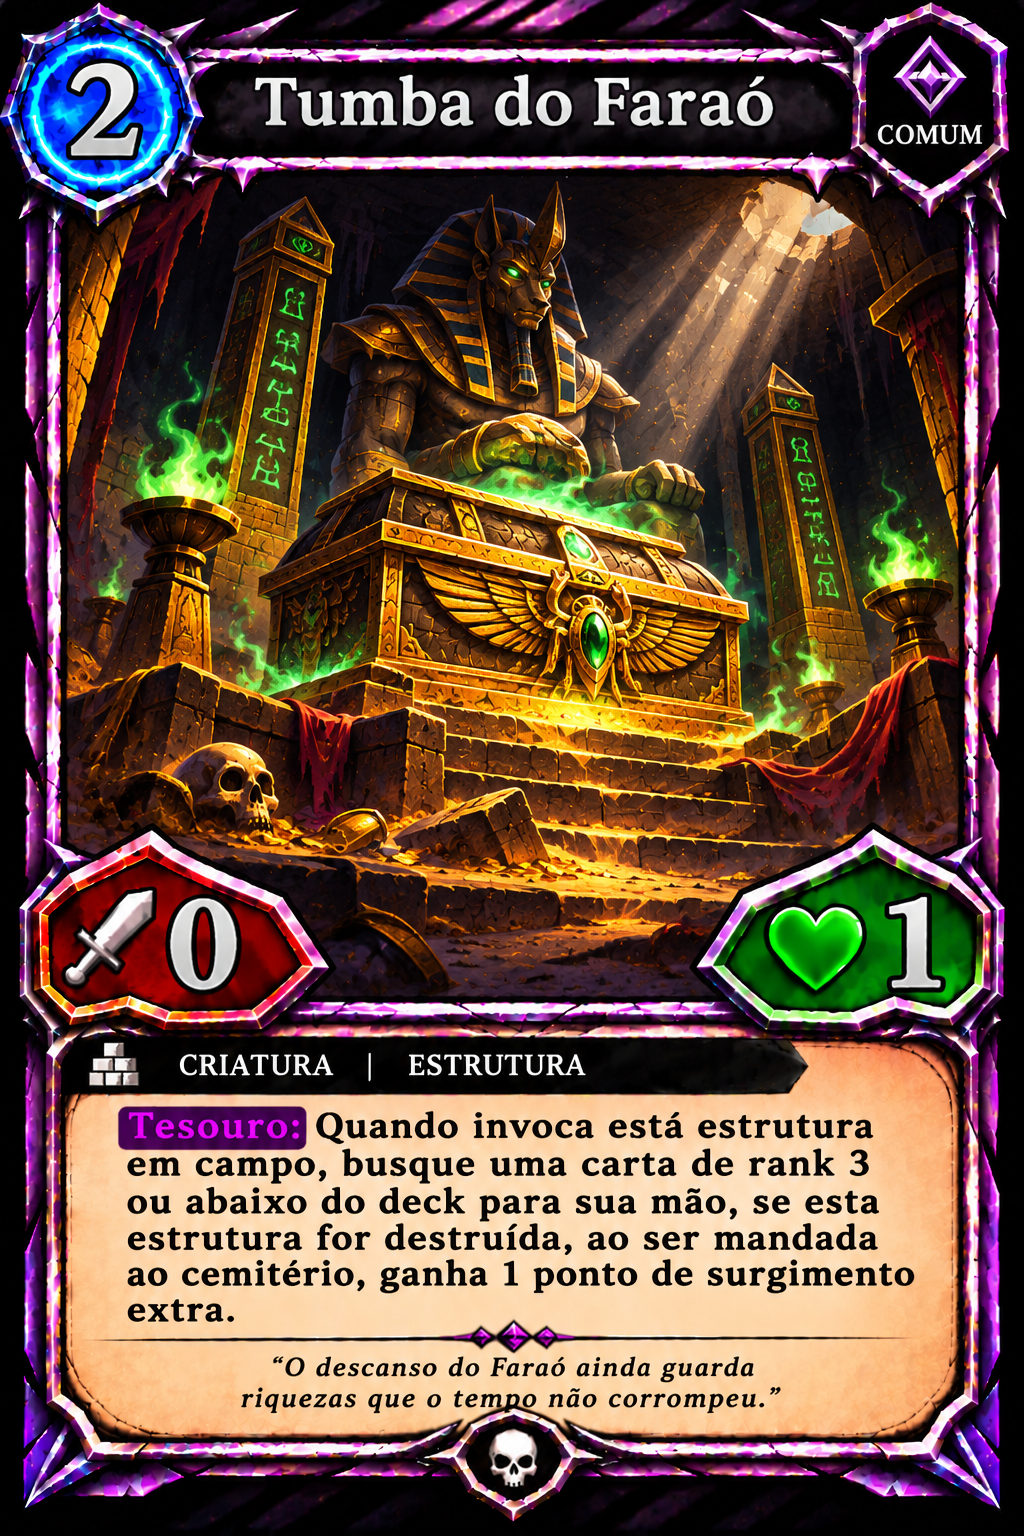 2
Tumba do Faraó
COMUM
0
1
CRIATURA | ESTRUTURA
Tesouro: Quando invoca está estrutura
em campo, busque uma carta de rank 3
ou abaixo do deck para sua mão, se esta
estrutura for destruída, ao ser mandada
ao cemitério, ganha 1 ponto de surgimento
extra.
“O descanso do Faraó ainda guarda
riquezas que o tempo não corrompeu.”